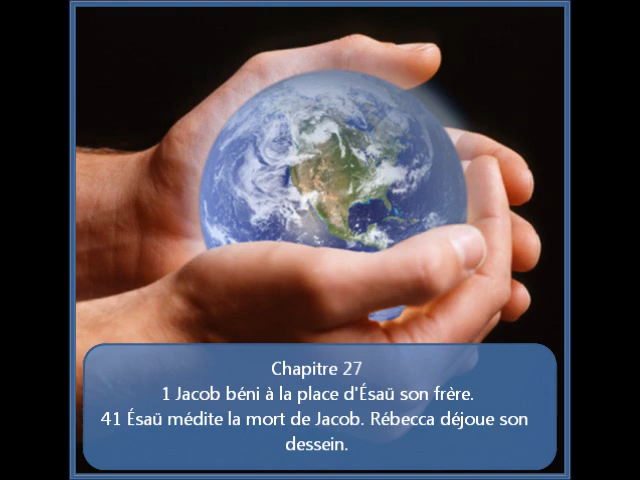 Chapitre 27
1 Jacob béni à la place d'Ésaü son frère.
41 Ésaü médite la mort de Jacob. Rébecca déjoue son
dessein.